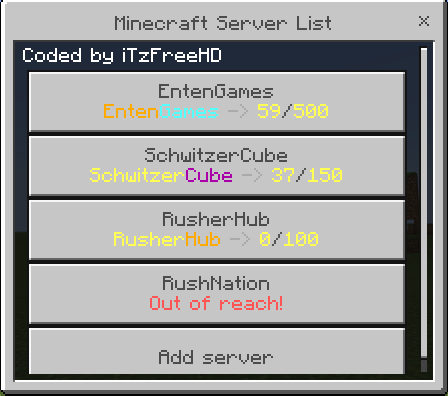 Minecraft Server List
×
Coded by iTzFreeHD
EntenGames
EntenGames -> 59/500
SchwitzerCube
SchwitzerCube -> 37/150
RusherHub
RusherHub -> 0/100
RushNation
Out of reach!
Add server